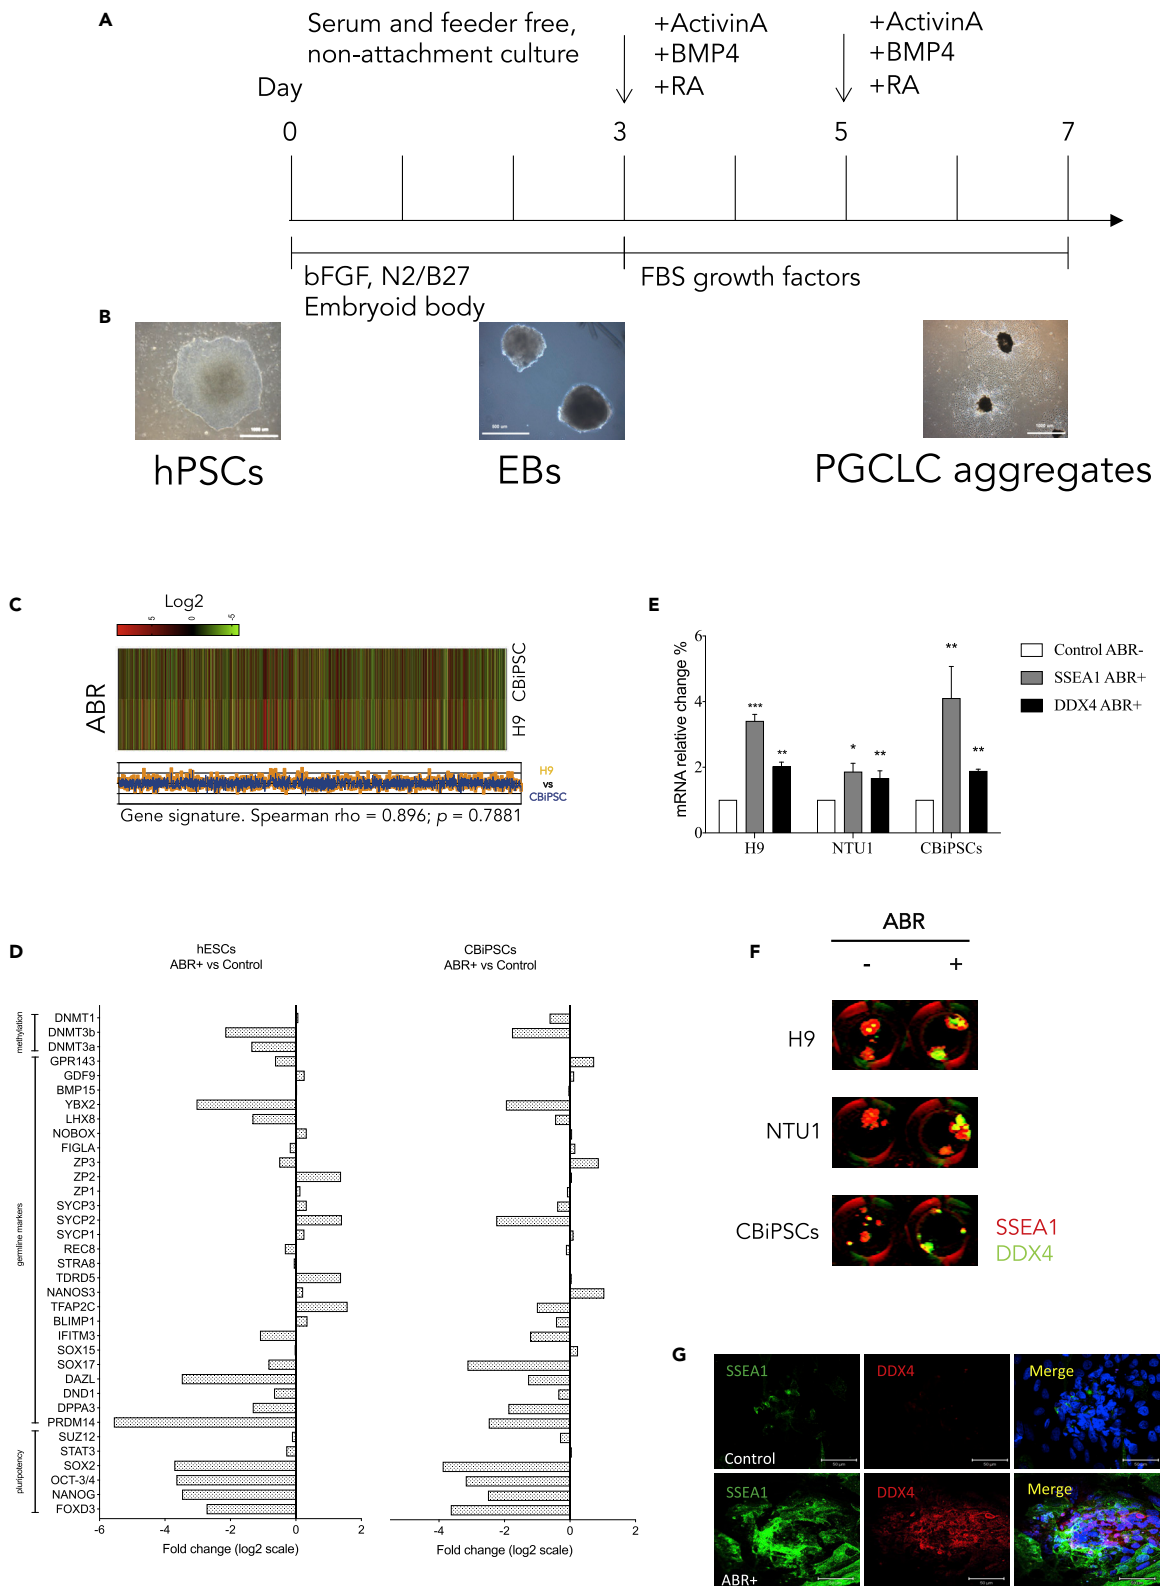 A
Serum and feeder free,
non-attachment culture
+ActivinA
+BMP4
+RA
+ActivinA
+BMP4
+RA
Day
0
3
5
7
bFGF, N2/B27
Embryoid body
FBS growth factors
B
hPSCs
EBs
PGCLC aggregates
C
Log2
5
0
-5
ABR
H9 CBiPSC
H9
vs
CBiPSC
Gene signature. Spearman rho = 0.896; p = 0.7881
E
mRNA relative change %
6
4
2
0
***
**
*
**
**
**
H9
NTU1
CBiPSCs
Control ABR-
SSEA1 ABR+
DDX4 ABR+
D
hESCs
ABR+ vs Control
CBiPSCs
ABR+ vs Control
methylation
germline markers
pluripotency
DNMT1
DNMT3b
DNMT3a
GPR143
GDF9
BMP15
YBX2
LHX8
NOBOX
FIGLA
ZP3
ZP2
ZP1
SYCP3
SYCP2
SYCP1
REC8
STRA8
TDRD5
NANOS3
TFAP2C
BLIMP1
IFITM3
SOX15
SOX17
DAZL
DND1
DPPA3
PRDM14
SUZ12
STAT3
SOX2
OCT-3/4
NANOG
FOXD3
-6
-4
-2
0
2
Fold change (log2 scale)
-4
-2
0
2
Fold change (log2 scale)
F
ABR
- +
H9
NTU1
CBiPSCs
SSEA1
DDX4
G
SSEA1
DDX4
Merge
Control
SSEA1
DDX4
Merge
ABR+